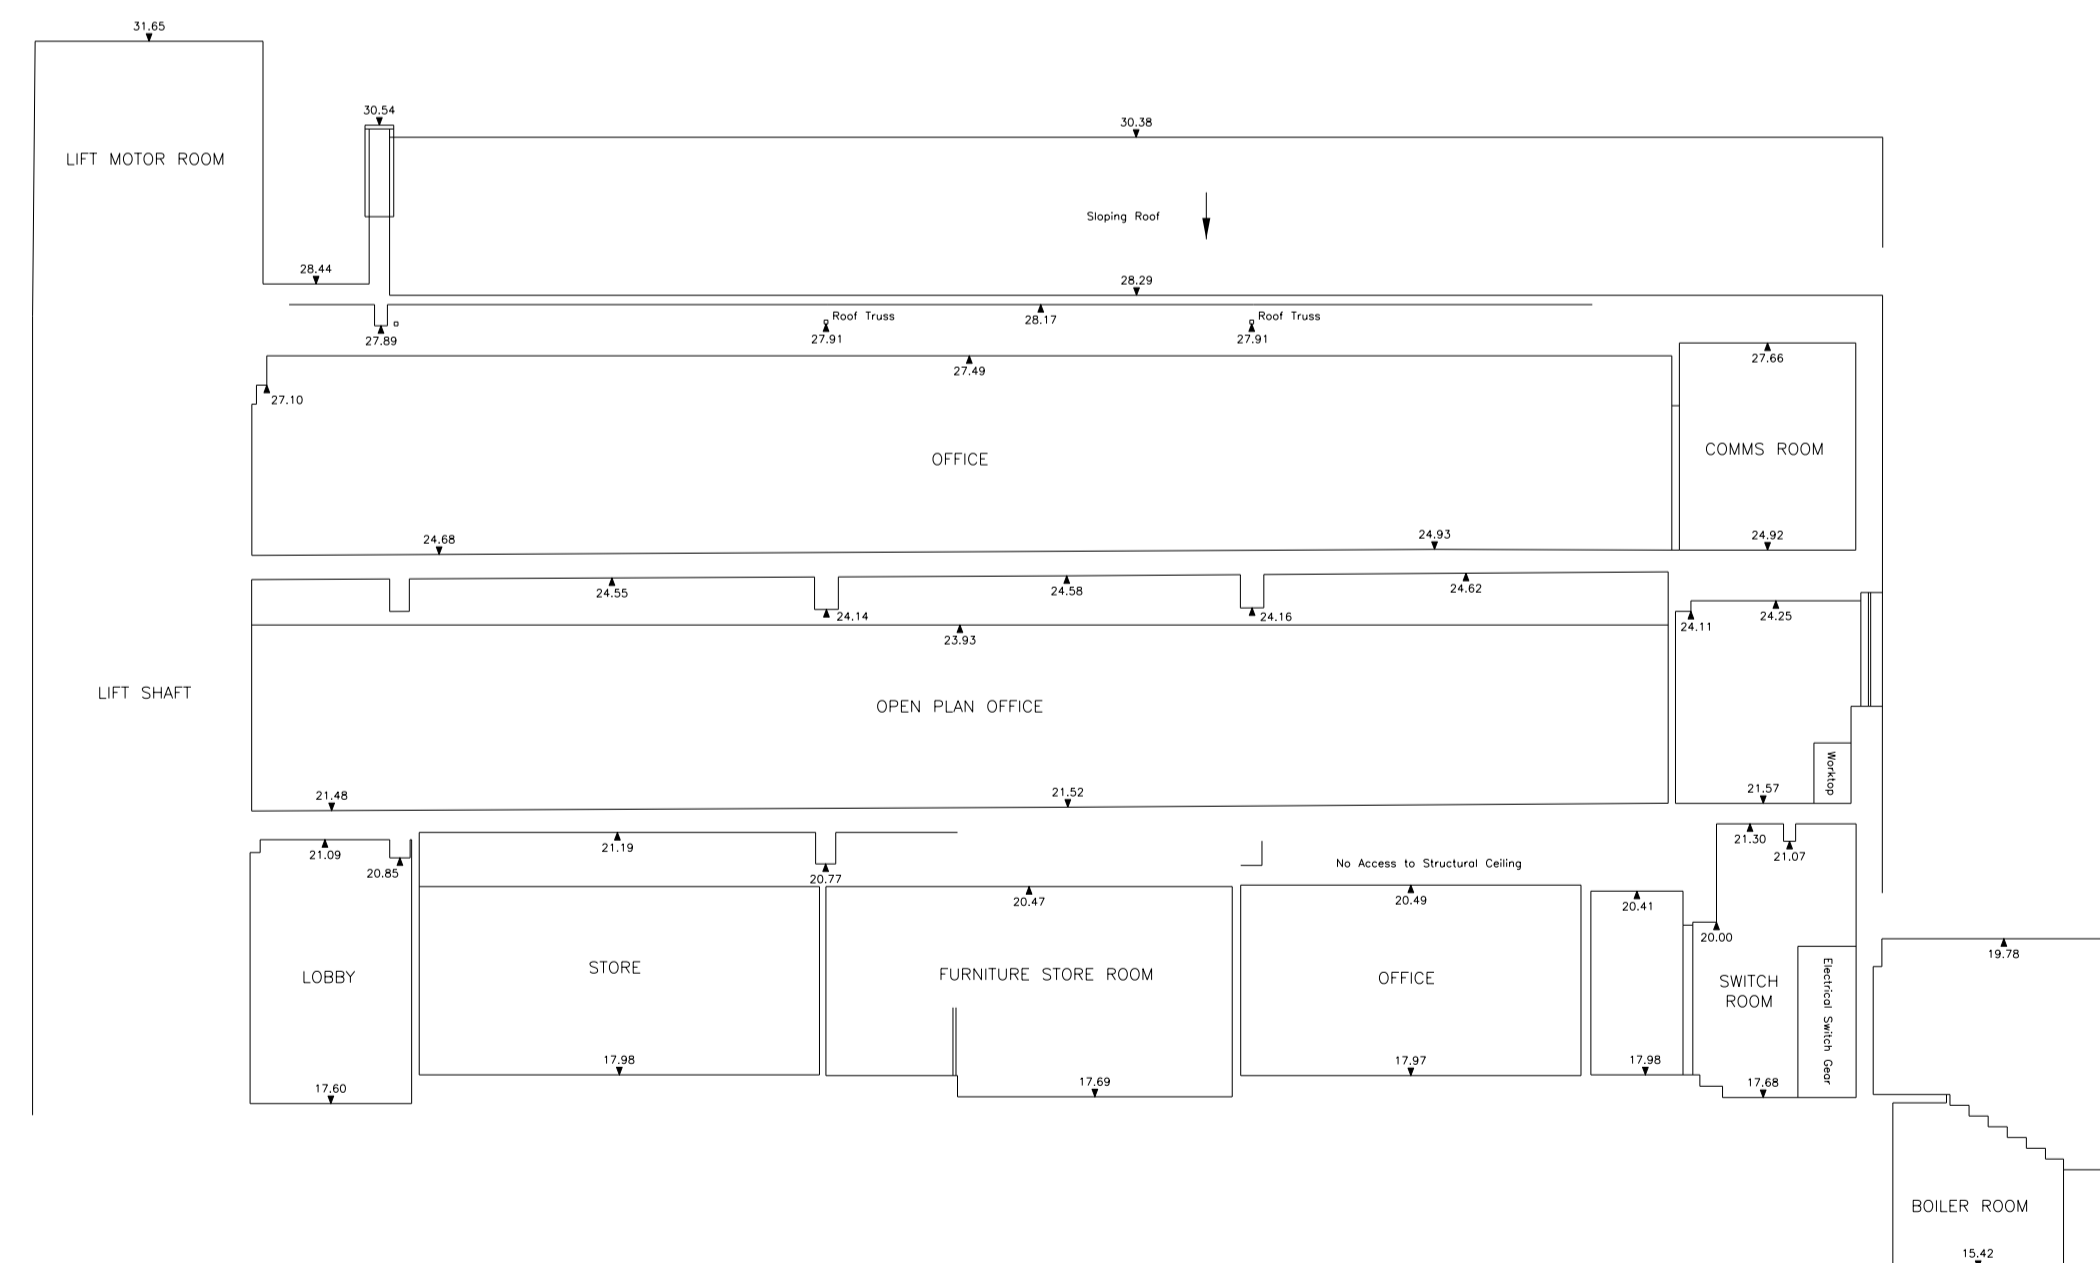 31.65
30.54
30.38
LIFT MOTOR ROOM
Sloping Roof
28.44
28.29
Roof Truss
Roof Truss
28.17
27.89
27.91
27.91
27.66
27.49
27.10
COMMS ROOM
OFFICE
24.68
24.93
24.92
24.55
24.58
24.62
24.14
24.16
24.11
24.25
23.93
LIFT SHAFT
OPEN PLAN OFFICE
Worktop
21.48
21.52
21.57
21.09
21.19
21.30
21.07
20.85
20.77
No Access to Structural Ceiling
20.47
20.49
20.41
20.00
19.78
LOBBY
STORE
FURNITURE STORE ROOM
OFFICE
SWITCH
ROOM
Electrical Switch Gear
17.60
17.98
17.69
17.97
17.98
17.68
BOILER ROOM
15.42